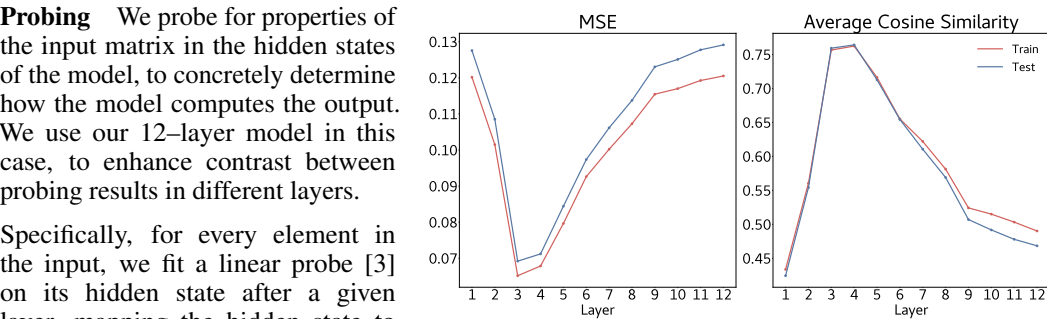 Probing We probe for properties of
the input matrix in the hidden states
of the model, to concretely determine
how the model computes the output.
We use our 12–layer model in this
case, to enhance contrast between
probing results in different layers.
Specifically, for every element in
the input, we fit a linear probe [3]
on its hidden state after a given
layer, mapping the hidden state to
MSE
0.13
0.12
0.11
0.10
0.09
0.08
0.07
1 2 3 4 5 6 7 8 9 10 11 12
Layer
Average Cosine Similarity
Train
Test
0.75
0.70
0.65
0.60
0.55
0.50
0.45
1 2 3 4 5 6 7 8 9 10 11 12
Layer